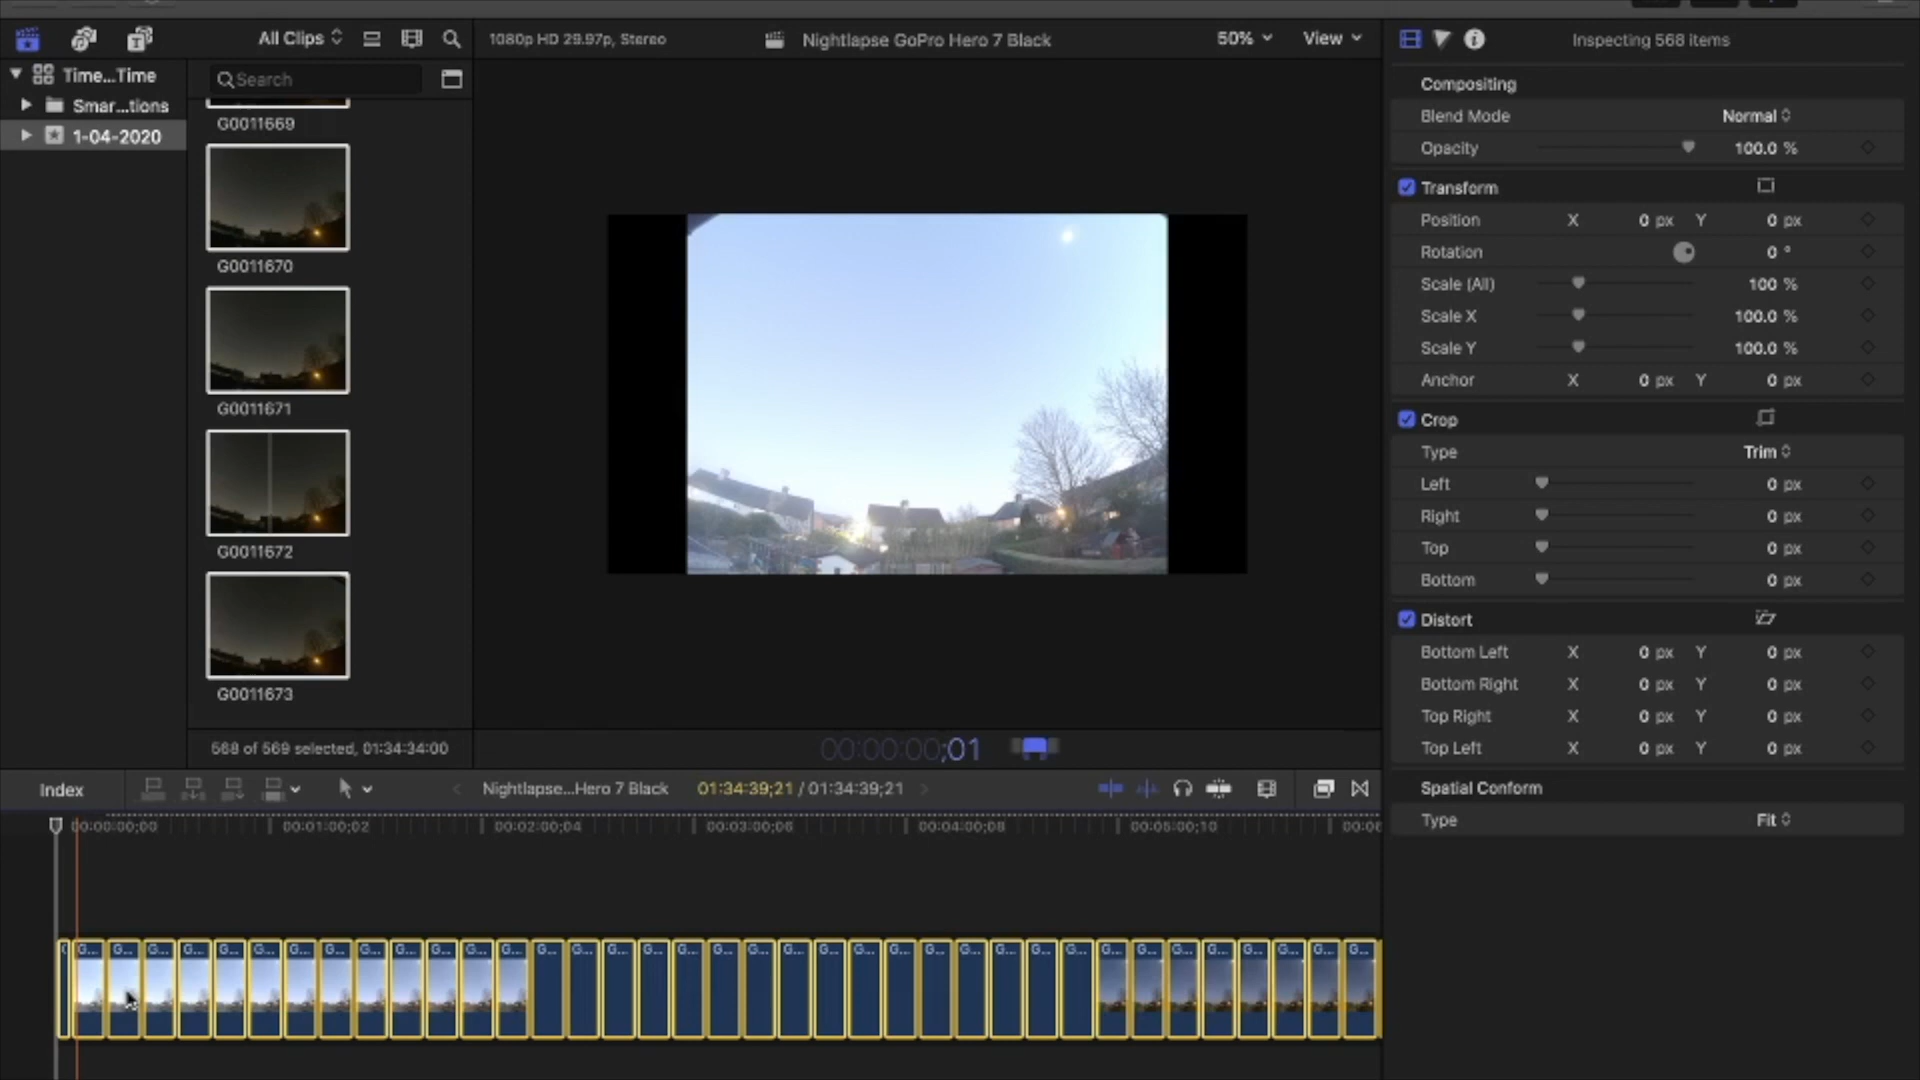 All Clips
1080p HD 29.97p, Stereo
Nightlapse GoPro Hero 7 Black
50%
View
Inspecting 568 items
Time...Time
Search
Smar...tions
1-04-2020
G0011669
G0011670
G0011671
G0011672
G0011673
568 of 569 selected, 01:34:34:00
00:00:00;01
Compositing
Blend Mode Normal
Opacity 100.0 %
Transform
Position X 0 px Y 0 px
Rotation 0 °
Scale (All) 100 %
Scale X 100.0 %
Scale Y 100.0 %
Anchor X 0 px Y 0 px
Crop
Type Trim
Left 0 px
Right 0 px
Top 0 px
Bottom 0 px
Distort
Bottom Left X 0 px Y 0 px
Bottom Right X 0 px Y 0 px
Top Right X 0 px Y 0 px
Top Left X 0 px Y 0 px
Spatial Conform
Type Fit
Index
Nightlapse...Hero 7 Black
01:34:39;21 / 01:34:39;21
00:00:00;00 00:01:00;02 00:02:00;04 00:03:00;06 00:04:00;08 00:05:00;10
G... G... G... G... G... G... G... G... G... G... G... G... G... G... G... G... G... G... G... G... G... G... G... G... G... G... G... G... G... G... G... G... G... G... G... G... G...